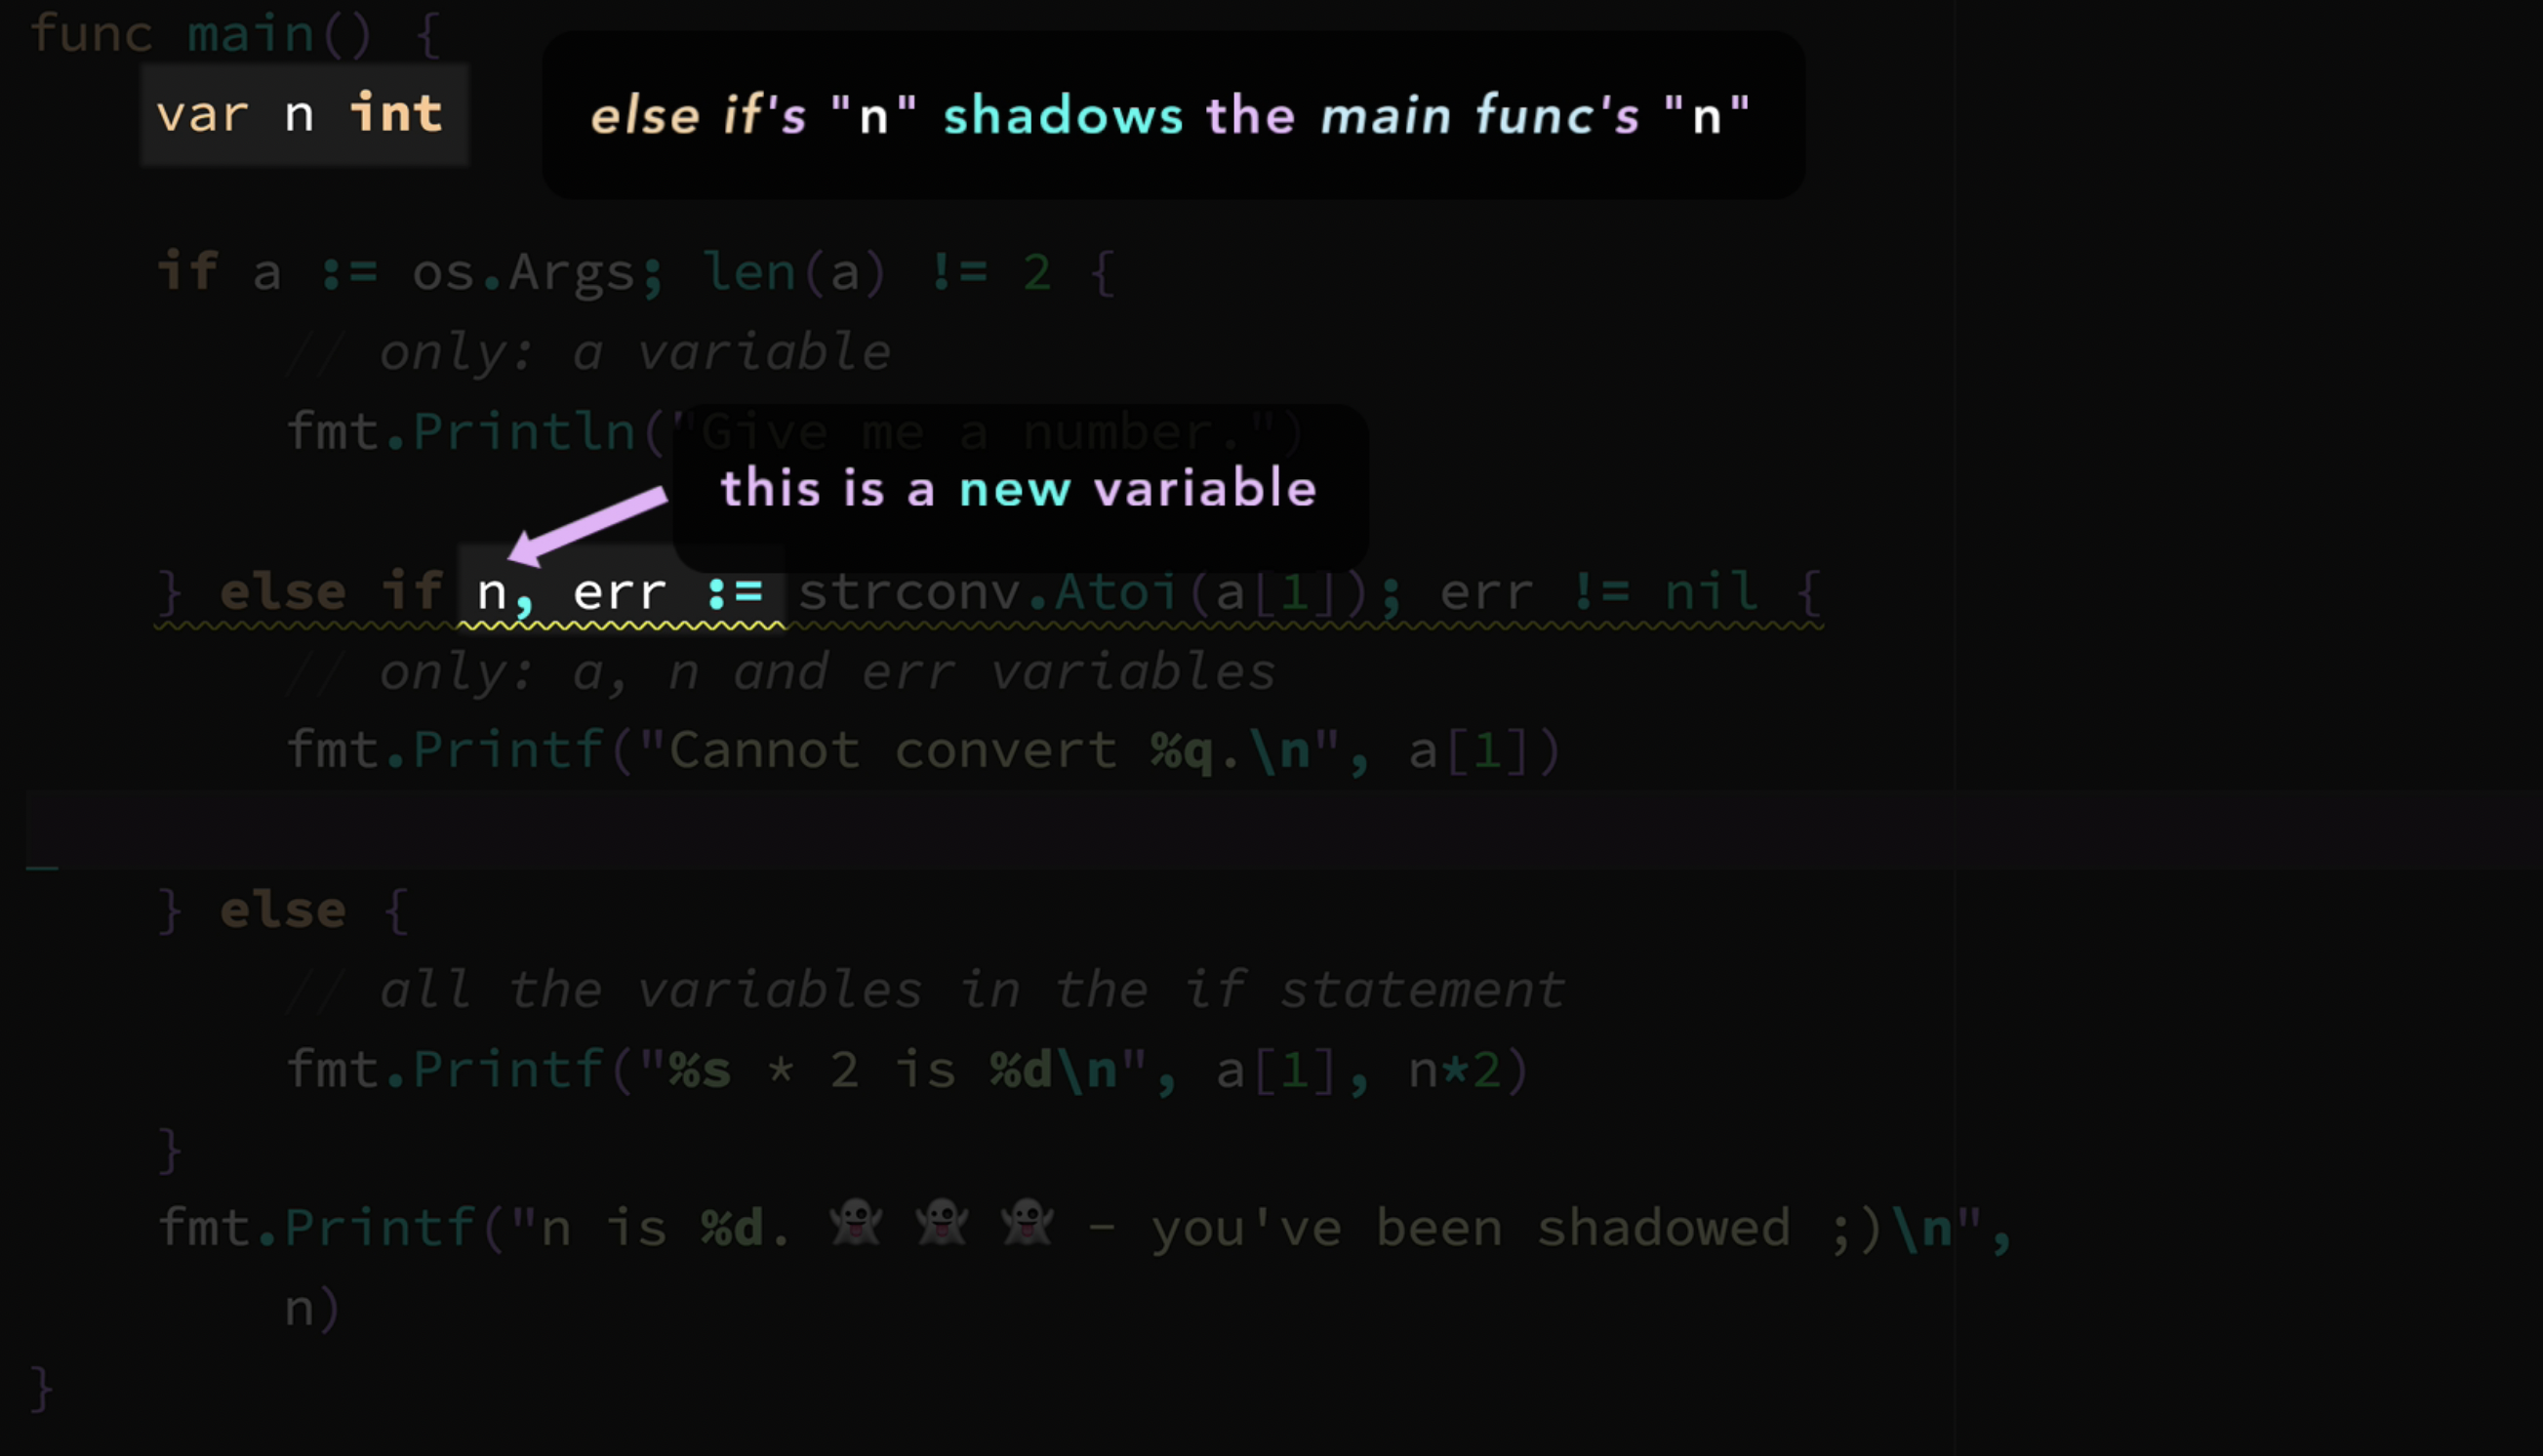 func main() {
var n int
else if's "n" shadows the main func's "n"
if a := os.Args; len(a) != 2 {
// only: a variable
fmt.Println("Give me a number.")
this is a new variable
} else if n, err := strconv.Atoi(a[1]); err != nil {
// only: a, n and err variables
fmt.Printf("Cannot convert %q.\n", a[1])
} else {
// all the variables in the if statement
fmt.Printf("%s * 2 is %d\n", a[1], n*2)
}
fmt.Printf("n is %d. 👻 👻 👻 - you've been shadowed ;)\n",
n)
}